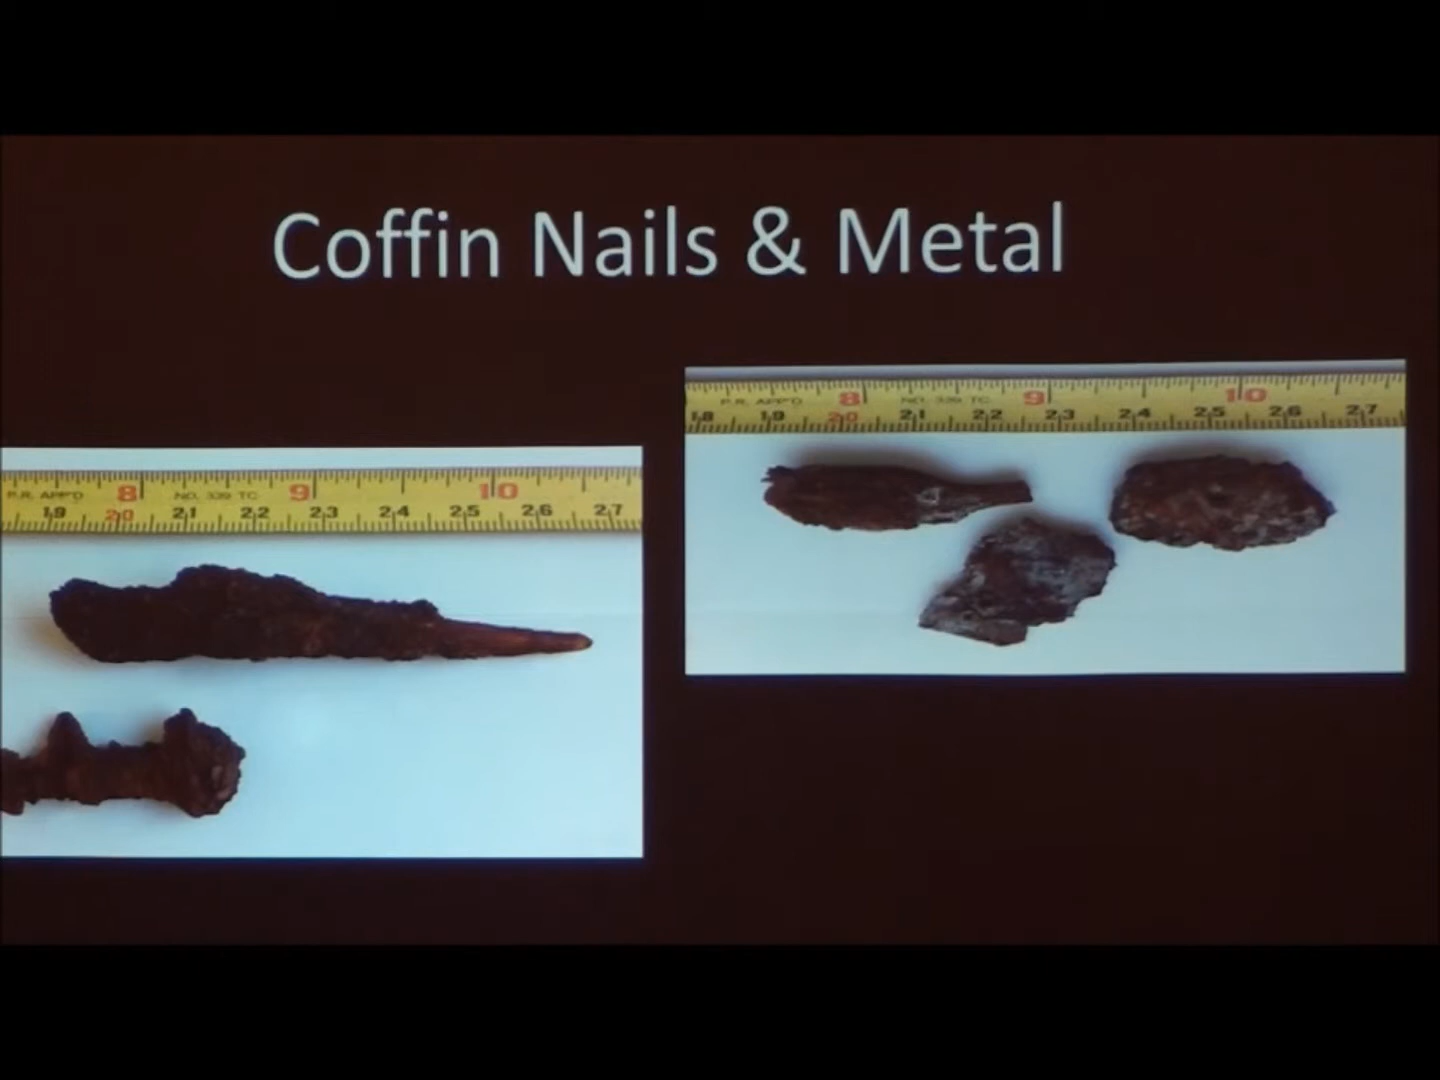 Coffin Nails & Metal
P.R. APP'D 8 NO. 339 TC 9 10
18 19 20 21 22 23 24 25 26 27
P.R. APP'D 8 NO. 339 TC 9 10
19 20 21 22 23 24 25 26 27